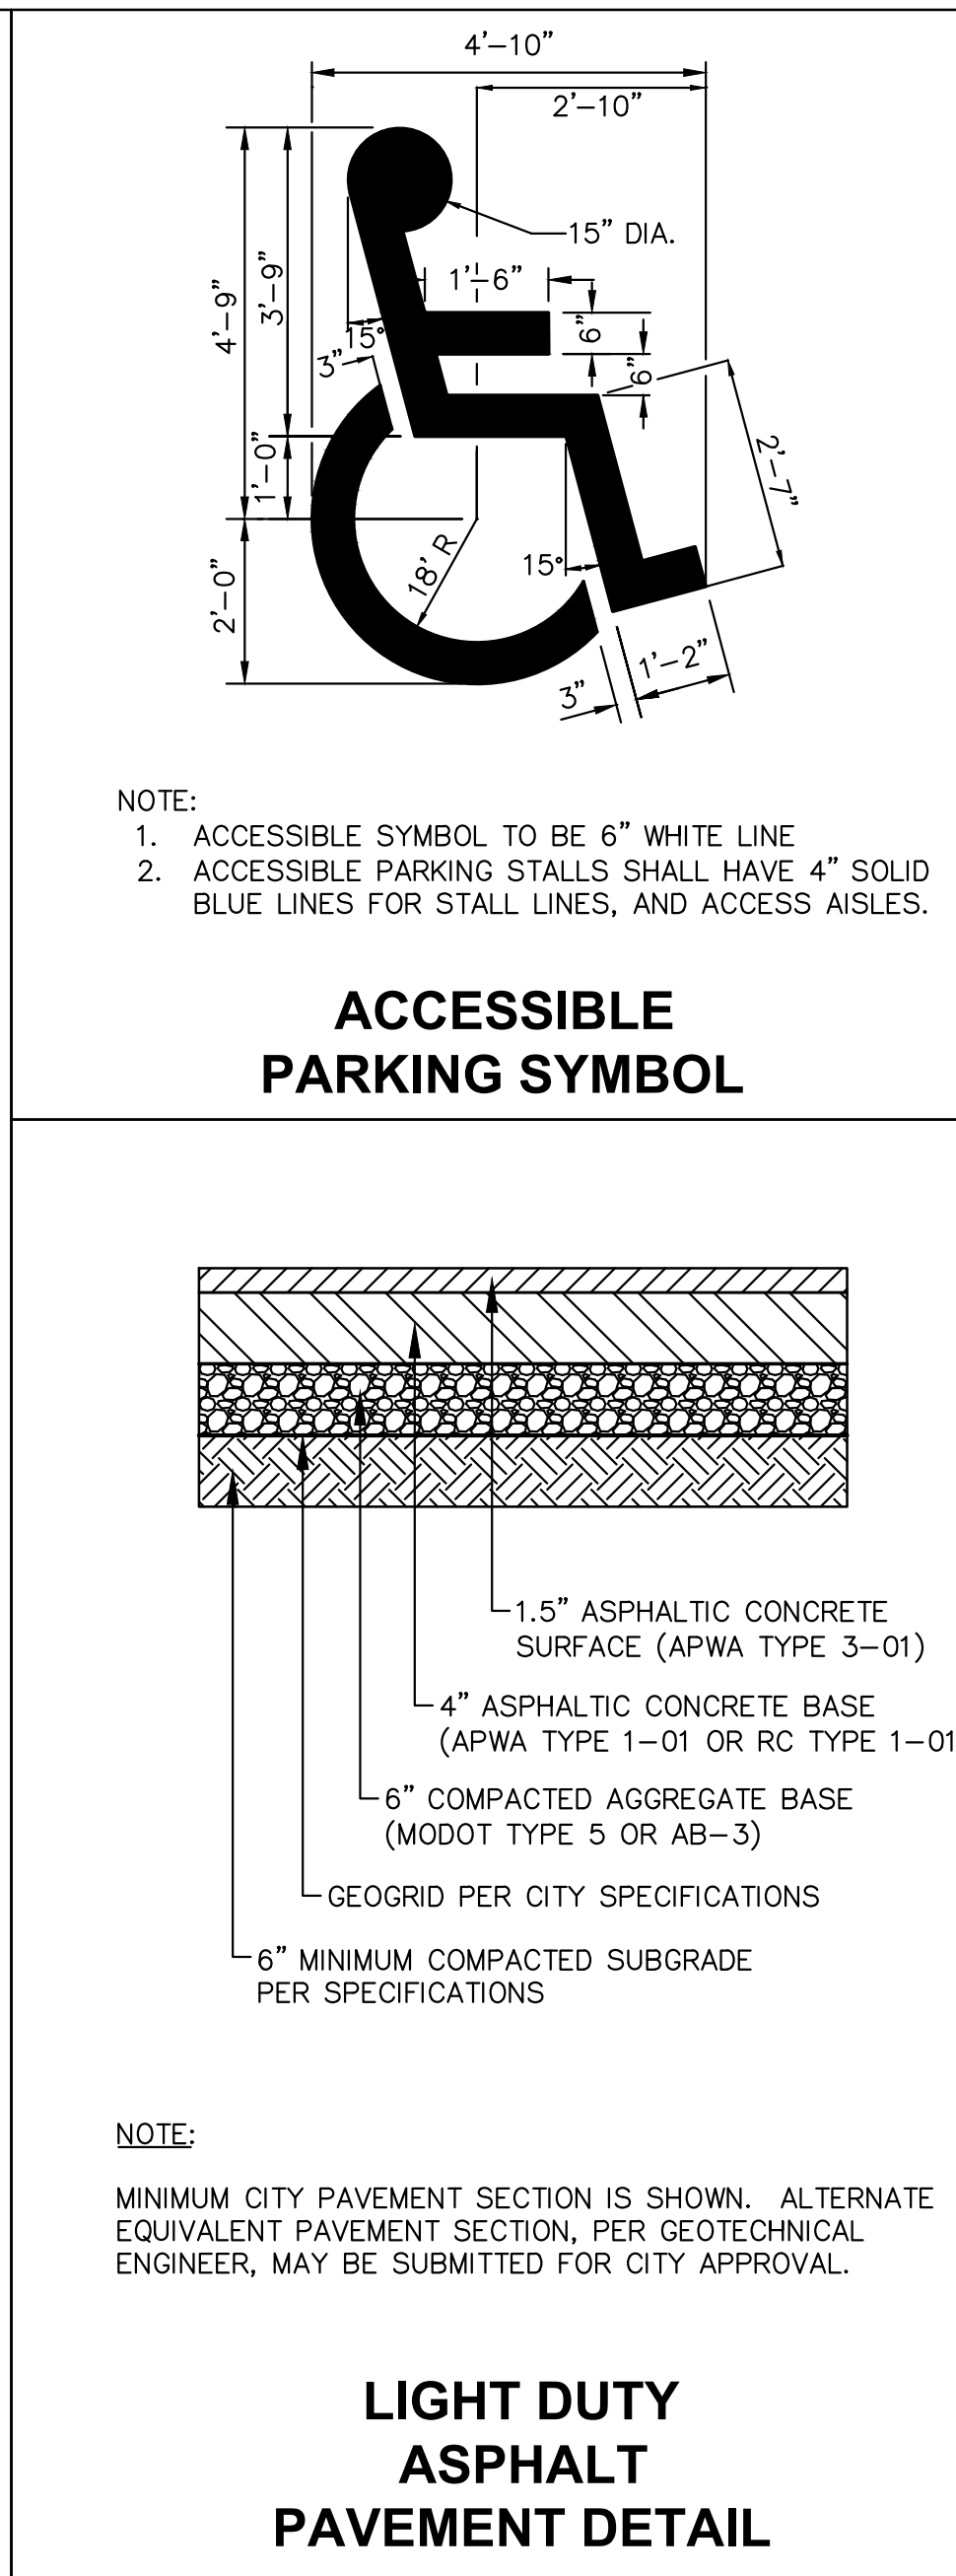 4'-10"
2'-10"
15" DIA.
1'-6"
4'-9"
3'-9"
15°
3"
6"
6"
1'-0"
2'-7"
18' R
15°
2'-0"
1'-2"
3"
NOTE:
1. ACCESSIBLE SYMBOL TO BE 6" WHITE LINE
2. ACCESSIBLE PARKING STALLS SHALL HAVE 4" SOLID
BLUE LINES FOR STALL LINES, AND ACCESS AISLES.
ACCESSIBLE
PARKING SYMBOL
1.5" ASPHALTIC CONCRETE
SURFACE (APWA TYPE 3-01)
4" ASPHALTIC CONCRETE BASE
(APWA TYPE 1-01 OR RC TYPE 1-01
6" COMPACTED AGGREGATE BASE
(MODOT TYPE 5 OR AB-3)
GEOGRID PER CITY SPECIFICATIONS
6" MINIMUM COMPACTED SUBGRADE
PER SPECIFICATIONS
NOTE:
MINIMUM CITY PAVEMENT SECTION IS SHOWN. ALTERNATE
EQUIVALENT PAVEMENT SECTION, PER GEOTECHNICAL
ENGINEER, MAY BE SUBMITTED FOR CITY APPROVAL.
LIGHT DUTY
ASPHALT
PAVEMENT DETAIL